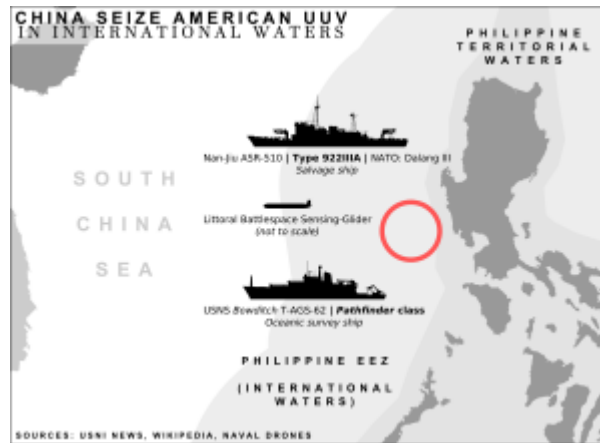 CHINA SEIZE AMERICAN UUV
IN INTERNATIONAL WATERS
PHILIPPINE
TERRITORIAL
WATERS
Nan-Jiu ASR-510 | Type 922IIIA | NATO: Dalang III
Salvage ship
SOUTH
CHINA
SEA
Littoral Battlespace Sensing-Glider
(not to scale)
USNS Bowditch T-AGS-62 | Pathfinder class
Oceanic survey ship
PHILIPPINE EEZ
(INTERNATIONAL
WATERS)
SOURCES: USNI NEWS, WIKIPEDIA, NAVAL DRONES